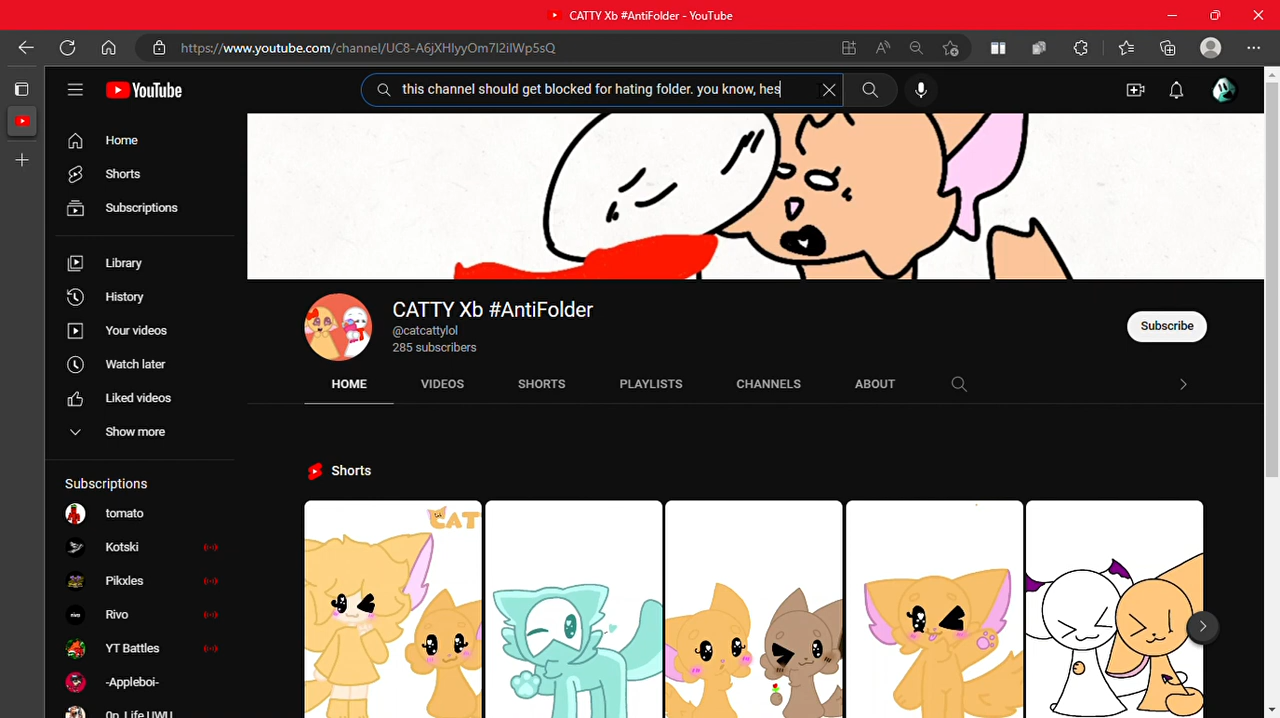 CATTY Xb #AntiFolder - YouTube
https://www.youtube.com/channel/UC8-A6jXHIyyOm7I2iIWp5sQ
YouTube
this channel should get blocked for hating folder. you know, hes
Home
Shorts
Subscriptions
Library
History
Your videos
Watch later
Liked videos
Show more
Subscriptions
tomato
Kotski
Pikxles
Rivo
YT Battles
-Appleboi-
0p_Life UWU
CATTY Xb #AntiFolder
@catcattylol
285 subscribers
Subscribe
HOME
VIDEOS
SHORTS
PLAYLISTS
CHANNELS
ABOUT
Shorts
CAT